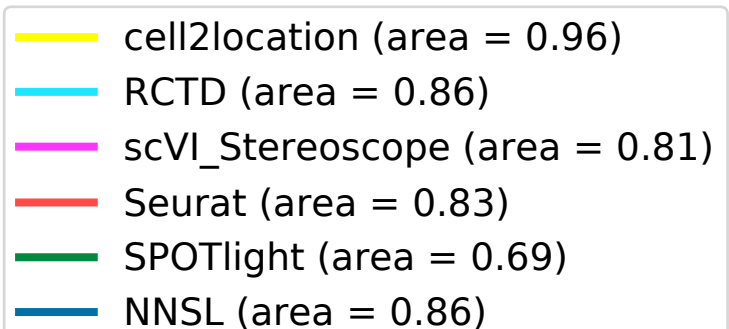 cell2location (area = 0.96)
RCTD (area = 0.86)
scVI_Stereoscope (area = 0.81)
Seurat (area = 0.83)
SPOTlight (area = 0.69)
NNSL (area = 0.86)